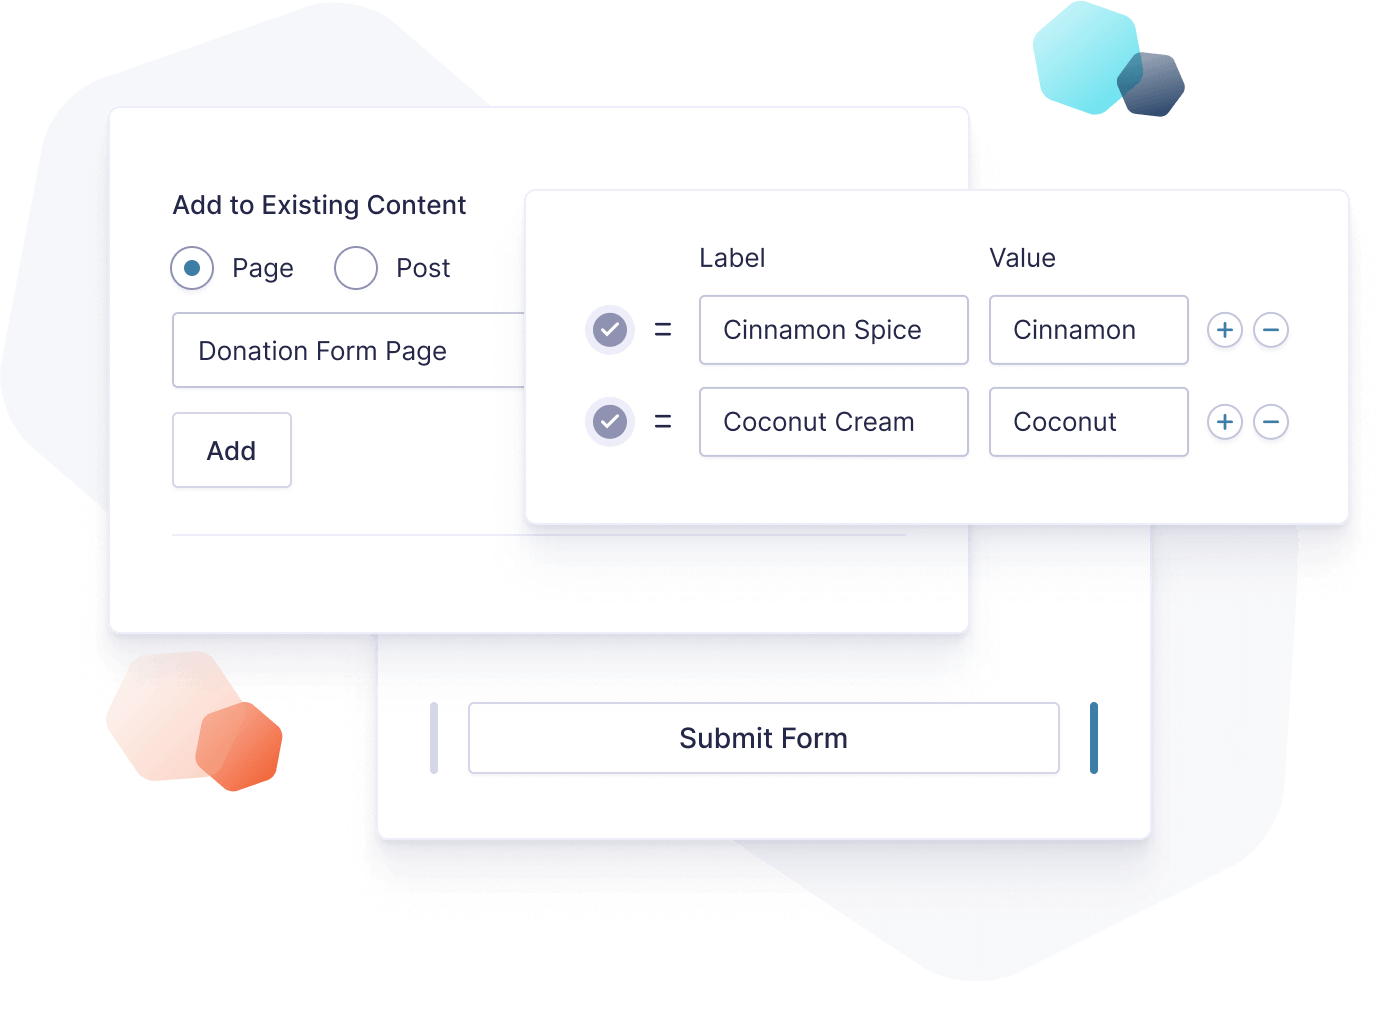 Add to Existing Content
Page Post
Donation Form Page
Add
Label Value
= Cinnamon Spice Cinnamon + −
= Coconut Cream Coconut + −
Submit Form